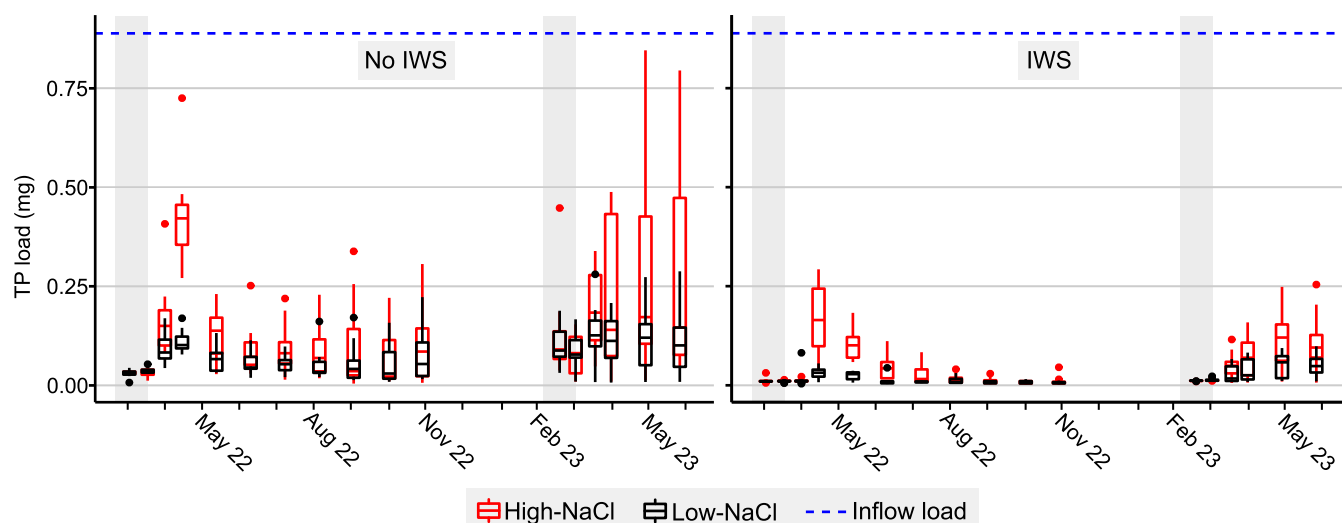 No IWS
IWS
TP load (mg)
0.75
0.50
0.25
0.00
May 22
Aug 22
Nov 22
Feb 23
May 23
May 22
Aug 22
Nov 22
Feb 23
May 23
High-NaCl
Low-NaCl
Inflow load